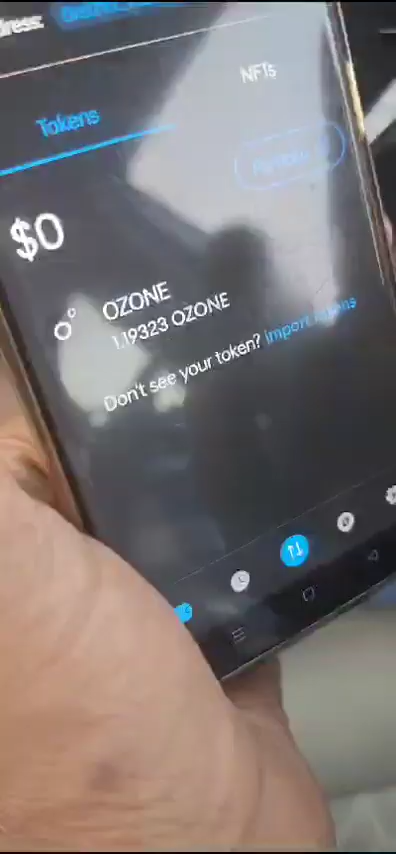 NFTs
Tokens
$0
OZONE
1.19323 OZONE
Don't see your token? Import tokens